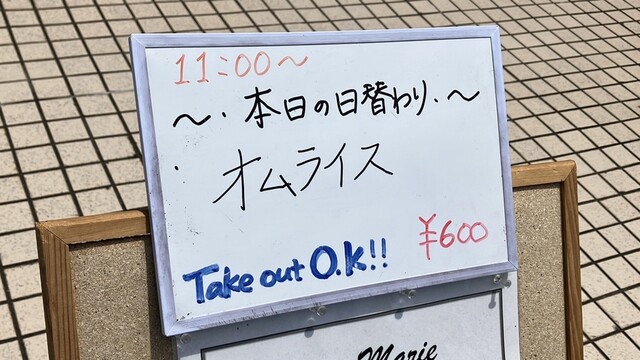 11:00～
～・本日の日替わり・～
オムライス
￥600
Take out O.K!!
Marie